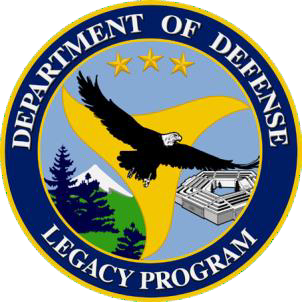 DEPARTMENT OF DEFENSE
LEGACY PROGRAM